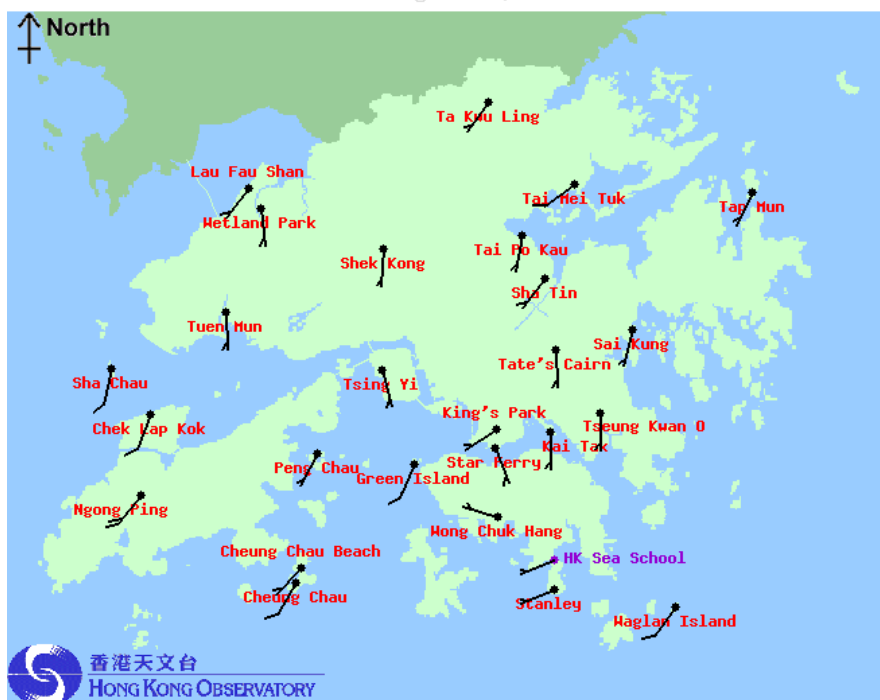 North
Ta Kwu Ling
Lau Fau Shan
Tai Mei Tuk
Tap Mun
Wetland Park
Tai Po Kau
Shek Kong
Sha Tin
Tuen Mun
Sai Kung
Tate's Cairn
Sha Chau
Tsing Yi
King's Park
Chek Lap Kok
Tseung Kwan O
Kai Tak
Star Ferry
Peng Chau
Green Island
Ngong Ping
Wong Chuk Hang
Cheung Chau Beach
HK Sea School
Cheung Chau
Stanley
Waglan Island
香港天文台
HONG KONG OBSERVATORY